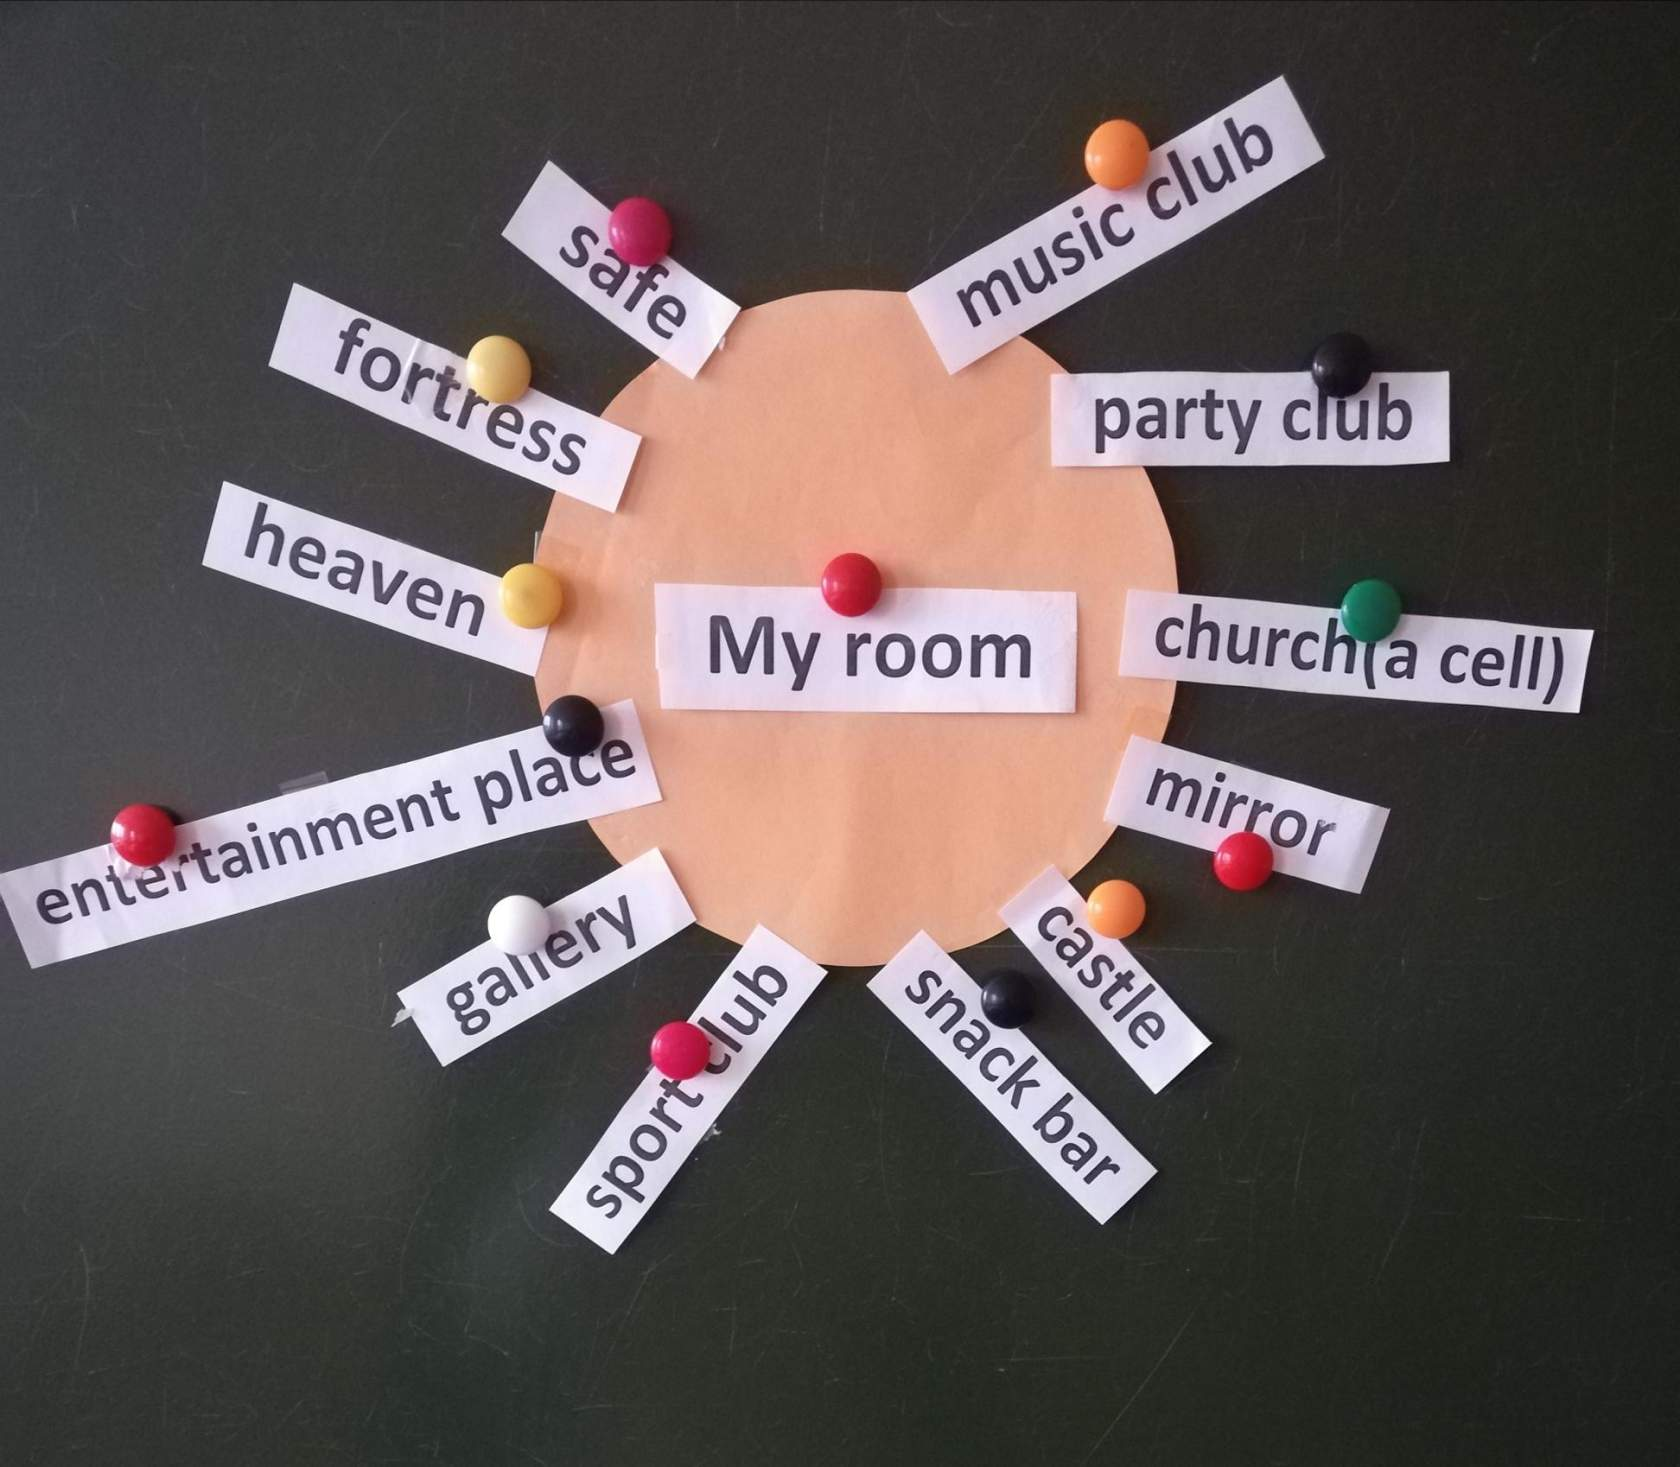 music club
safe
fortress
party club
heaven
My room
church(a cell)
entertainment place
mirror
gallery
castle
sport club
snack bar